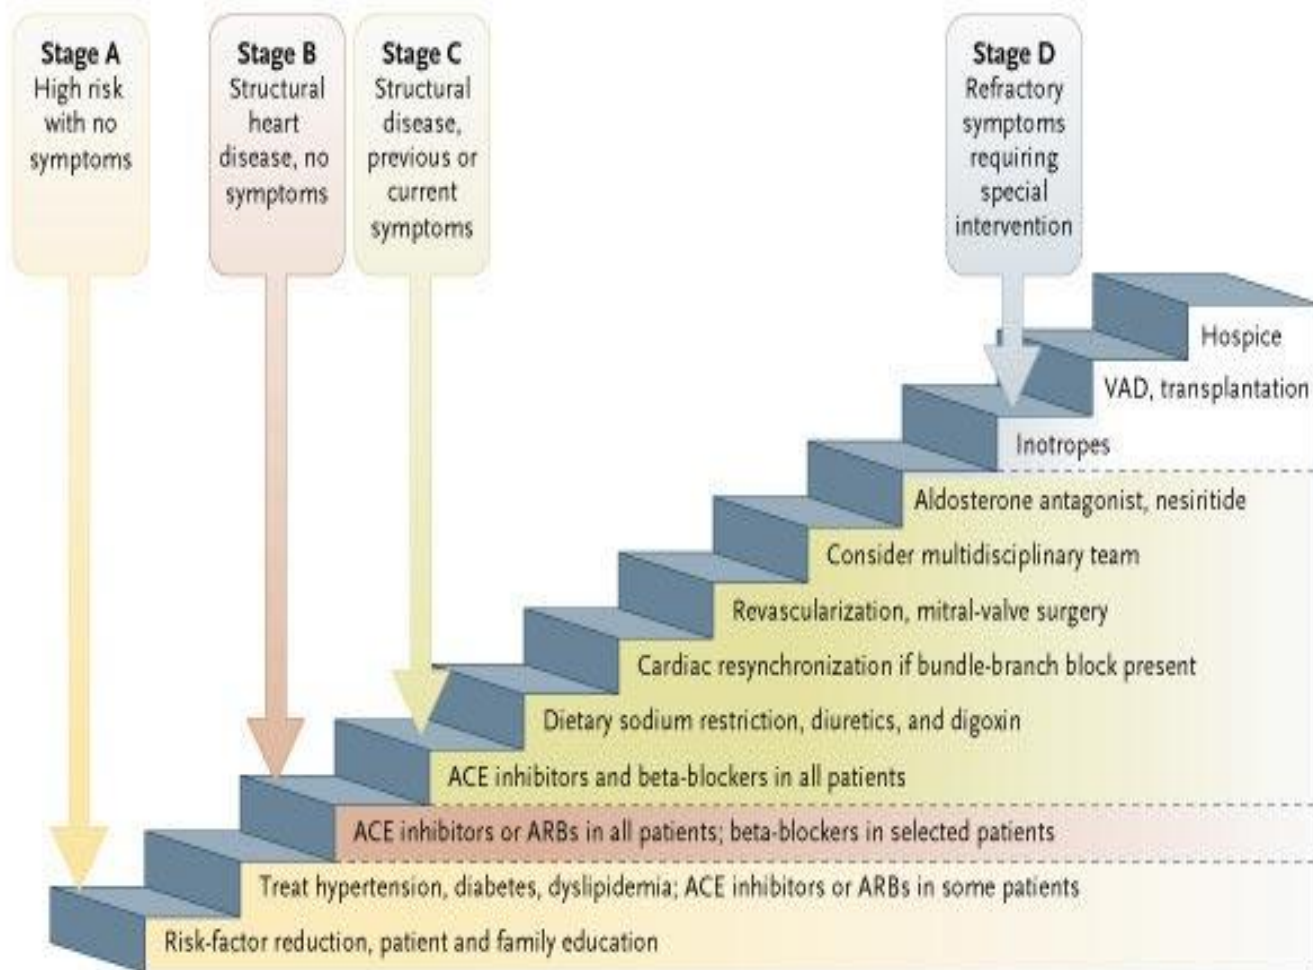 Stage A
High risk
with no
symptoms
Stage B
Structural
heart
disease, no
symptoms
Stage C
Structural
disease,
previous or
current
symptoms
Stage D
Refractory
symptoms
requiring
special
intervention
Hospice
VAD, transplantation
Inotropes
Aldosterone antagonist, nesiritide
Consider multidisciplinary team
Revascularization, mitral-valve surgery
Cardiac resynchronization if bundle-branch block present
Dietary sodium restriction, diuretics, and digoxin
ACE inhibitors and beta-blockers in all patients
ACE inhibitors or ARBs in all patients; beta-blockers in selected patients
Treat hypertension, diabetes, dyslipidemia; ACE inhibitors or ARBs in some patients
Risk-factor reduction, patient and family education